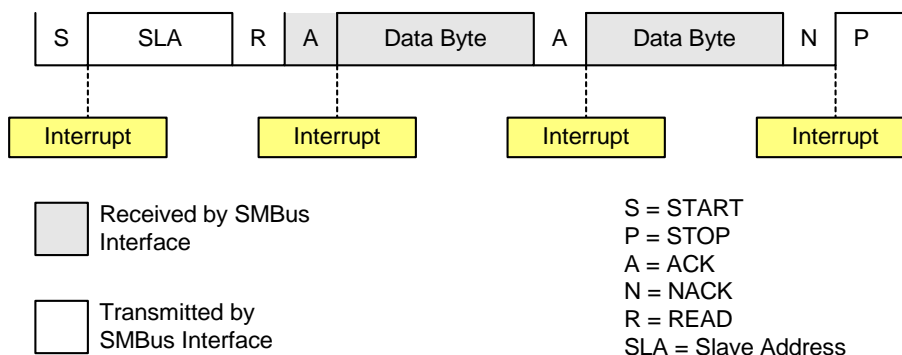 S SLA R A Data Byte A Data Byte N P
Interrupt Interrupt Interrupt Interrupt
Received by SMBus
Interface
Transmitted by
SMBus Interface
S = START
P = STOP
A = ACK
N = NACK
R = READ
SLA = Slave Address